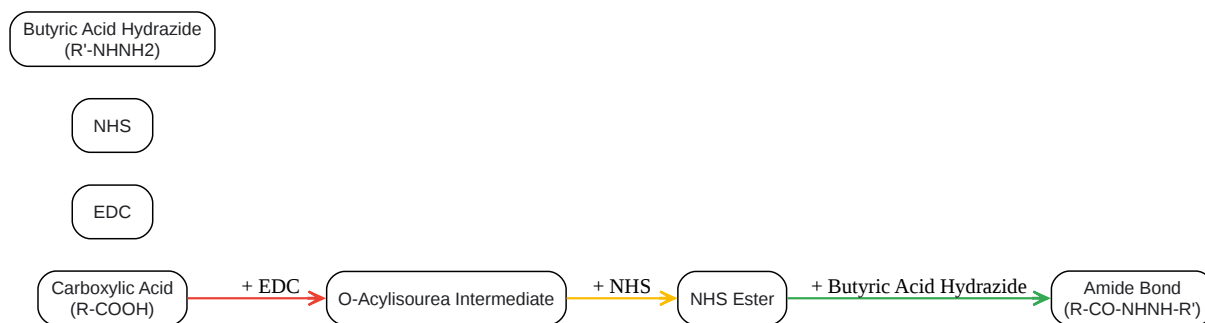 Butyric Acid Hydrazide
(R'-NHNH2)
NHS
EDC
Carboxylic Acid
(R-COOH)
+ EDC
O-Acylisourea Intermediate
+ NHS
NHS Ester
+ Butyric Acid Hydrazide
Amide Bond
(R-CO-NHNH-R')